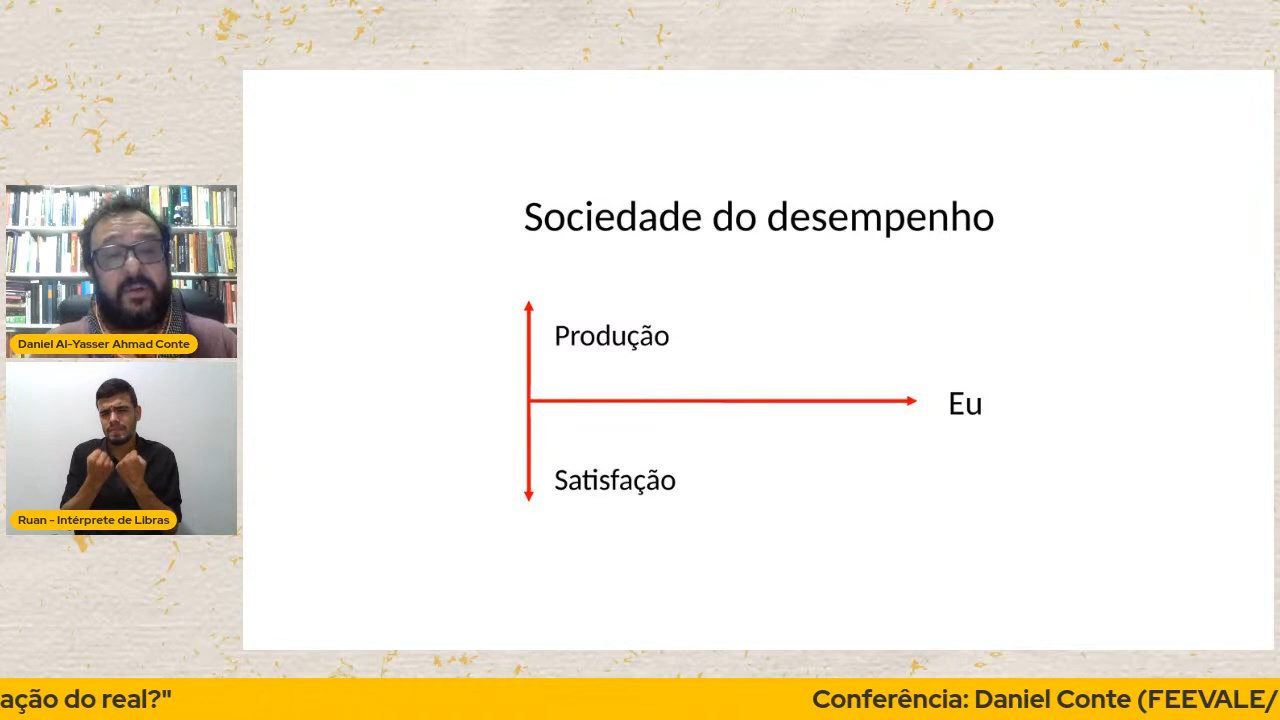 Sociedade do desempenho
Produção
Eu
Satisfação
Daniel Al-Yasser Ahmad Conte
Ruan - Intérprete de Libras
ação do real?"
Conferência: Daniel Conte (FEEVALE/